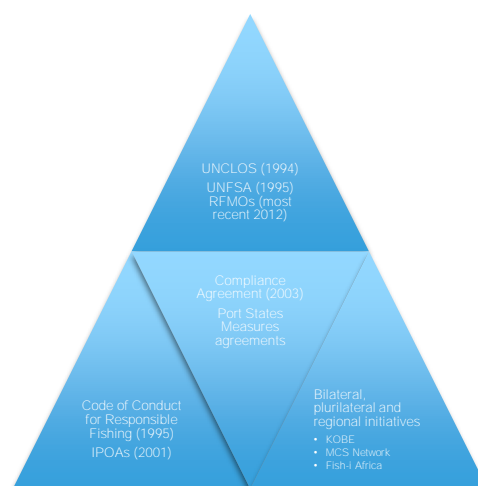 UNCLOS (1994)
UNFSA (1995)
RFMOs (most
recent 2012)
Compliance
Agreement (2003)
Port States
Measures
agreements
Code of Conduct
for Responsible
Fishing (1995)
IPOAs (2001)
Bilateral,
plurilateral and
regional initiatives
• KOBE
• MCS Network
• Fish-i Africa